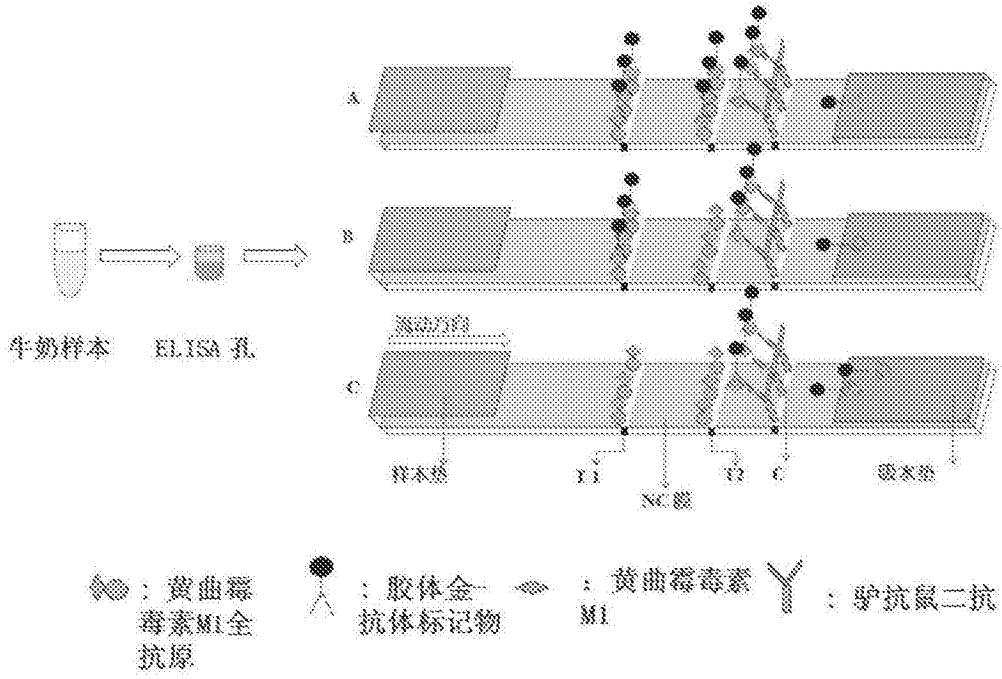 A
B
牛奶样本
ELISA 孔
C
样本垫
T1
NC膜
T2
C
吸水垫
:黄曲霉
毒素M1全
抗原
:胶体金-
抗体标记物
:黄曲霉毒素
M1
:驴抗鼠二抗